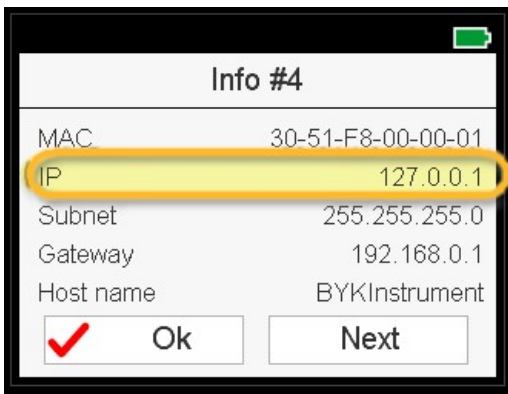 Info #4
MAC 30-51-F8-00-00-01
IP 127.0.0.1
Subnet 255.255.255.0
Gateway 192.168.0.1
Host name BYKInstrument
Ok Next